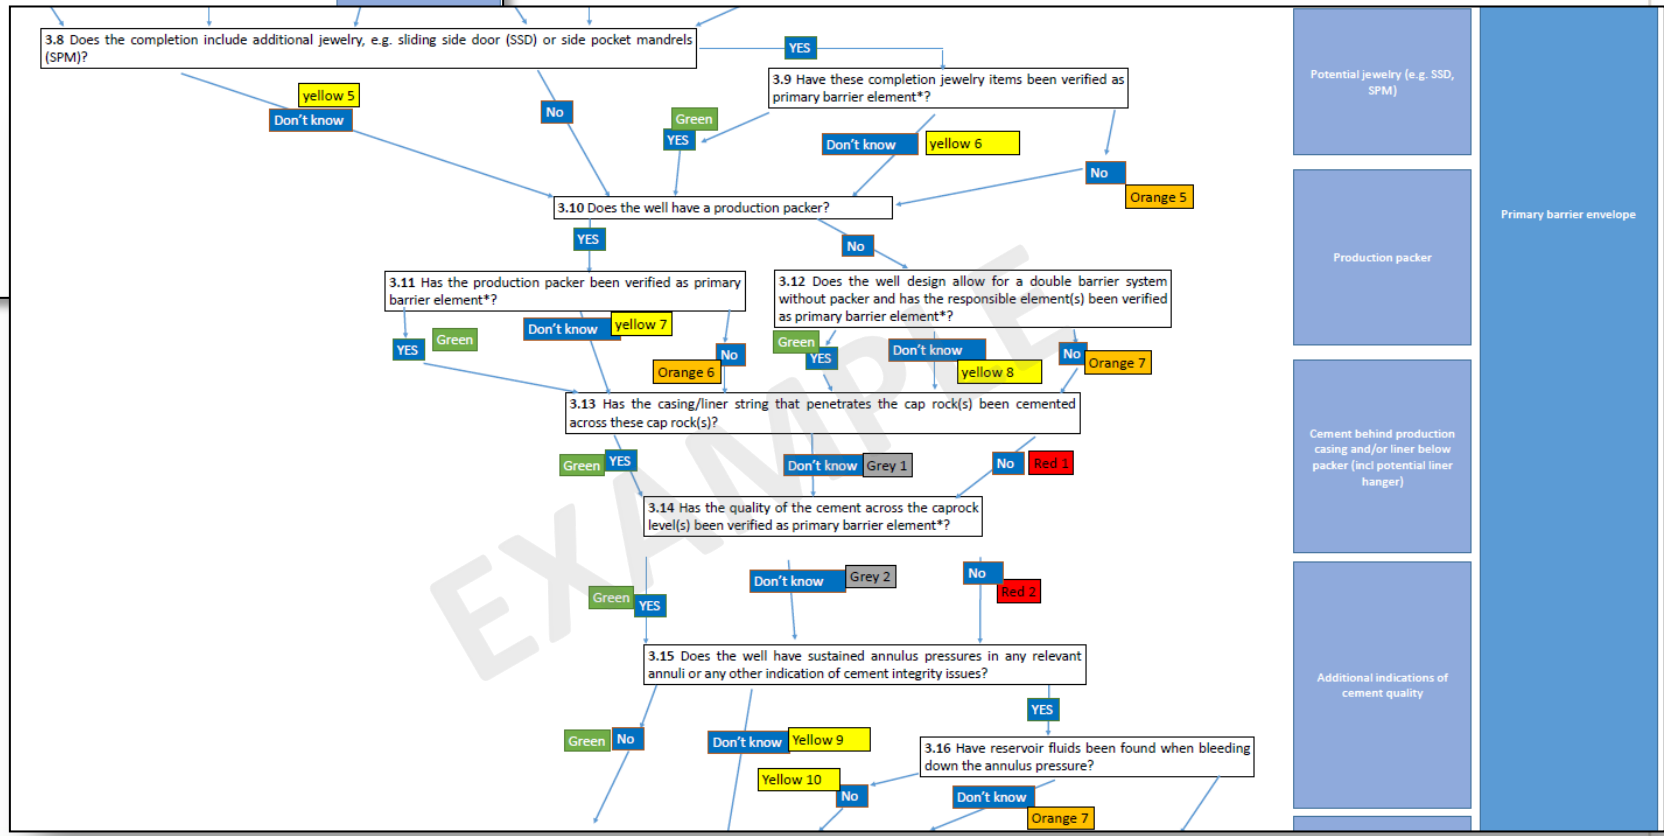 3.8 Does the completion include additional jewelry, e.g. sliding side door (SSD) or side pocket mandrels
(SPM)?
YES
yellow 5
Don't know
No
3.9 Have these completion jewelry items been verified as
primary barrier element*?
Green
YES
Don't know
yellow 6
No
Orange 5
3.10 Does the well have a production packer?
YES
No
3.11 Has the production packer been verified as primary
barrier element*?
3.12 Does the well design allow for a double barrier system
without packer and has the responsible element(s) been verified
as primary barrier element*?
YES
Green
Don't know
yellow 7
No
Orange 6
Green
YES
Don't know
yellow 8
No
Orange 7
3.13 Has the casing/liner string that penetrates the cap rock(s) been cemented
across these cap rock(s)?
Green
YES
Don't know
Grey 1
No
Red 1
3.14 Has the quality of the cement across the caprock
level(s) been verified as primary barrier element*?
Green
YES
Don't know
Grey 2
No
Red 2
3.15 Does the well have sustained annulus pressures in any relevant
annuli or any other indication of cement integrity issues?
Green
No
Don't know
Yellow 9
YES
3.16 Have reservoir fluids been found when bleeding
down the annulus pressure?
Yellow 10
No
Don't know
Orange 7
Potential jewelry (e.g. SSD,
SPM)
Production packer
Cement behind production
casing and/or liner below
packer (incl potential liner
hanger)
Additional indications of
cement quality
Primary barrier envelope
EXAMPLE